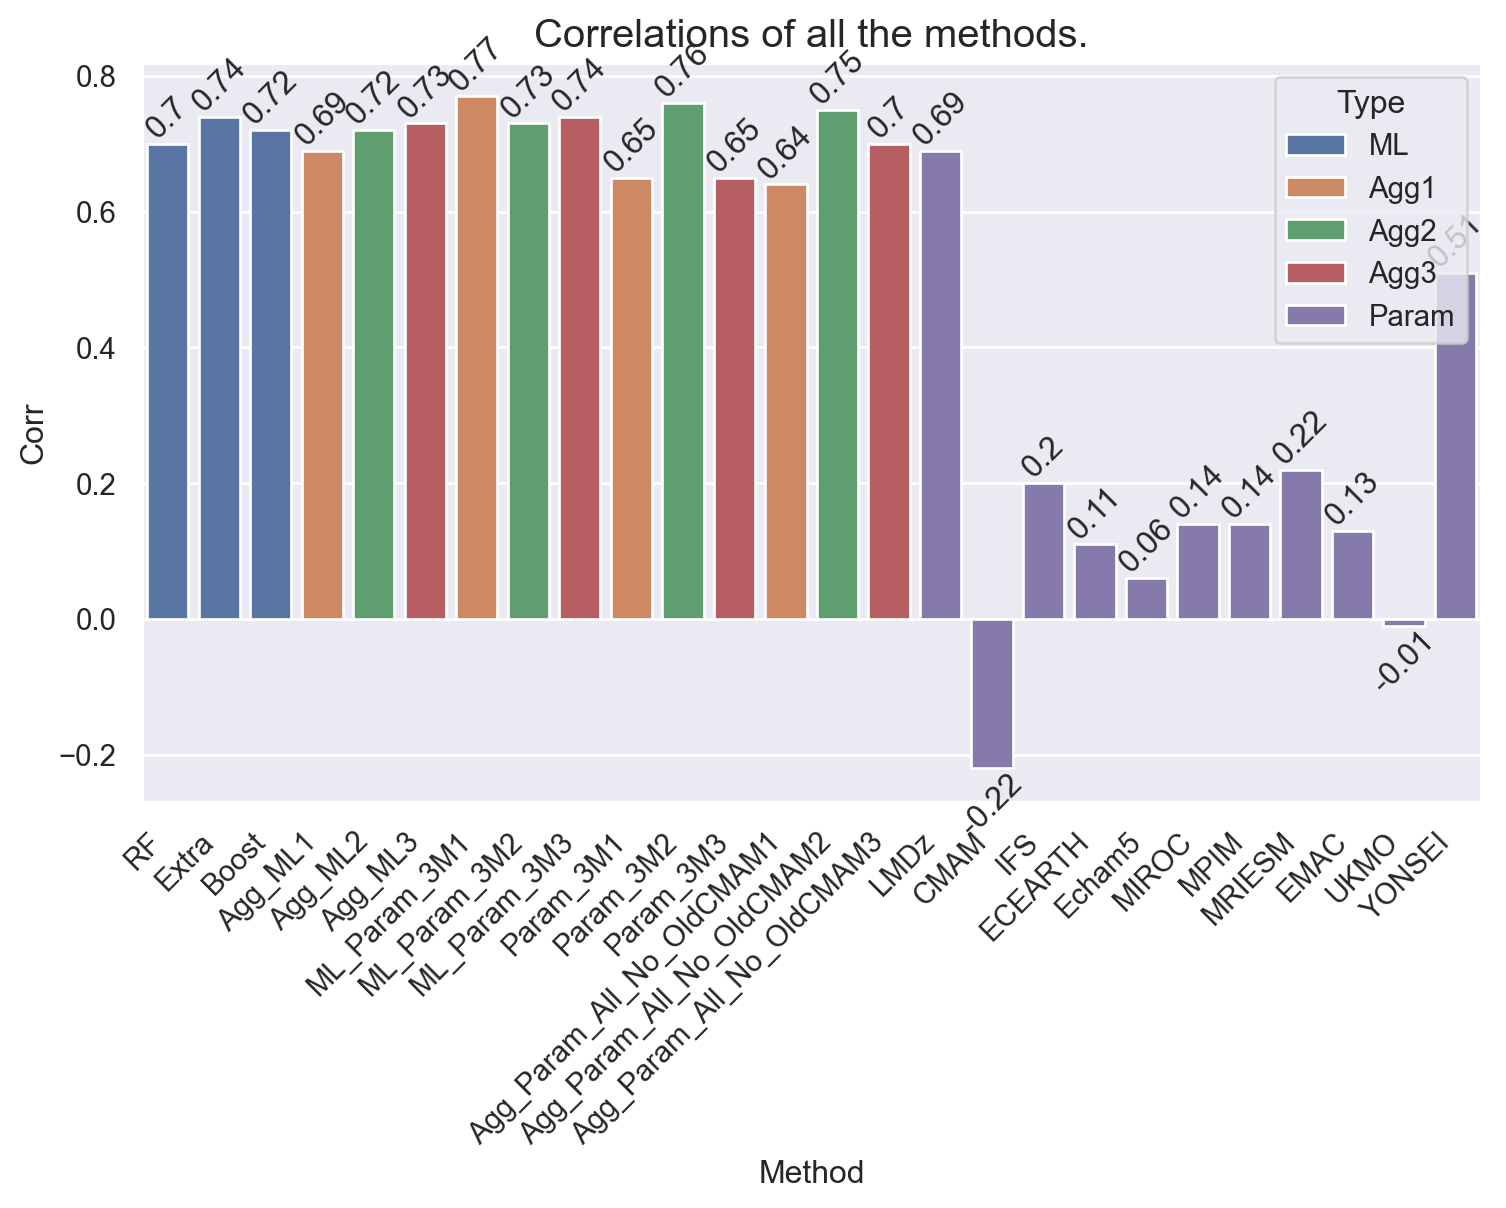 Correlations of all the methods.
Corr
0.8
0.6
0.4
0.2
0.0
−0.2
0.7
0.74
0.72
0.69
0.72
0.73
0.77
0.73
0.74
0.65
0.76
0.65
0.64
0.75
0.7
0.69
-0.22
0.2
0.11
0.06
0.14
0.14
0.22
0.13
-0.01
0.51
Type
ML
Agg1
Agg2
Agg3
Param
RF
Extra
Boost
Agg_ML1
Agg_ML2
Agg_ML3
ML_Param_3M1
ML_Param_3M2
ML_Param_3M3
Param_3M1
Param_3M2
Param_3M3
Agg_Param_All_No_OldCMAM1
Agg_Param_All_No_OldCMAM2
Agg_Param_All_No_OldCMAM3
LMDz
CMAM
IFS
ECEARTH
Echam5
MIROC
MPIM
MRIESM
EMAC
UKMO
YONSEI
Method